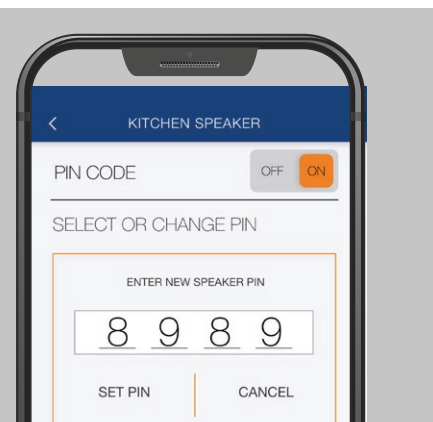 KITCHEN SPEAKER
PIN CODE OFF ON
SELECT OR CHANGE PIN
ENTER NEW SPEAKER PIN
8 9 8 9
SET PIN CANCEL